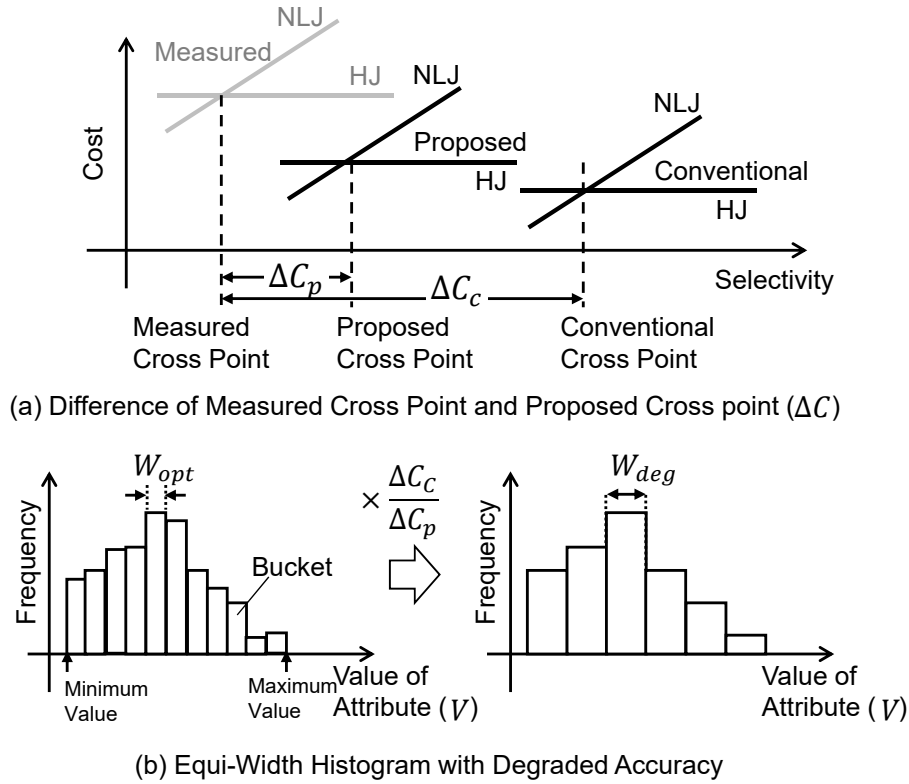 NLJ
Measured
HJ
NLJ
Proposed
HJ
NLJ
Conventional
HJ
Cost
Selectivity
ΔC_p
ΔC_c
Measured
Cross Point
Proposed
Cross Point
Conventional
Cross Point
(a) Difference of Measured Cross Point and Proposed Cross point (ΔC)
Frequency
W_opt
Bucket
Minimum
Value
Maximum
Value
Value of
Attribute (V)
× ΔC_C
ΔC_p
Frequency
W_deg
Value of
Attribute (V)
(b) Equi-Width Histogram with Degraded Accuracy